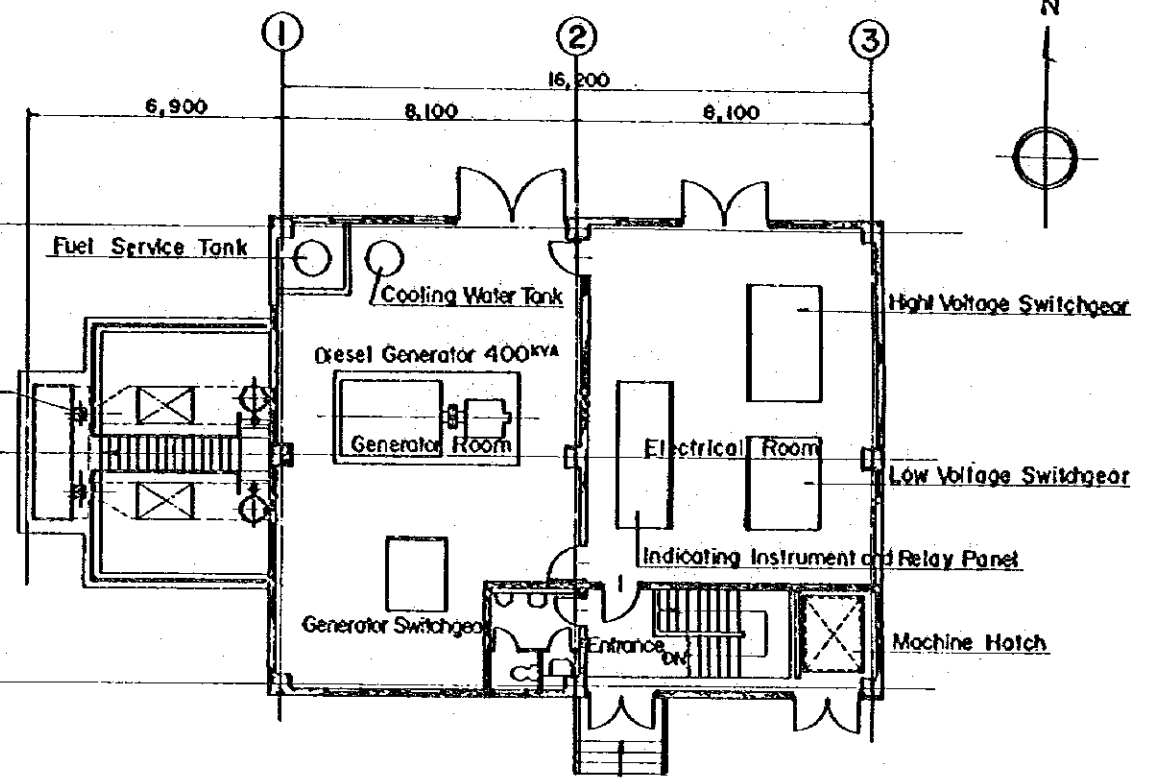 N
1 2 3
16,200
6,900 8,100 8,100
Fuel Service Tank
Cooling Water Tank
Hight Voltage Switchgear
Diesel Generator 400KVA
Generator Room
Electrical Room
Low Voltage Switchgear
Indicating Instrument and Relay Panel
Generator Switchgear
Entrance
DN
Machine Hatch